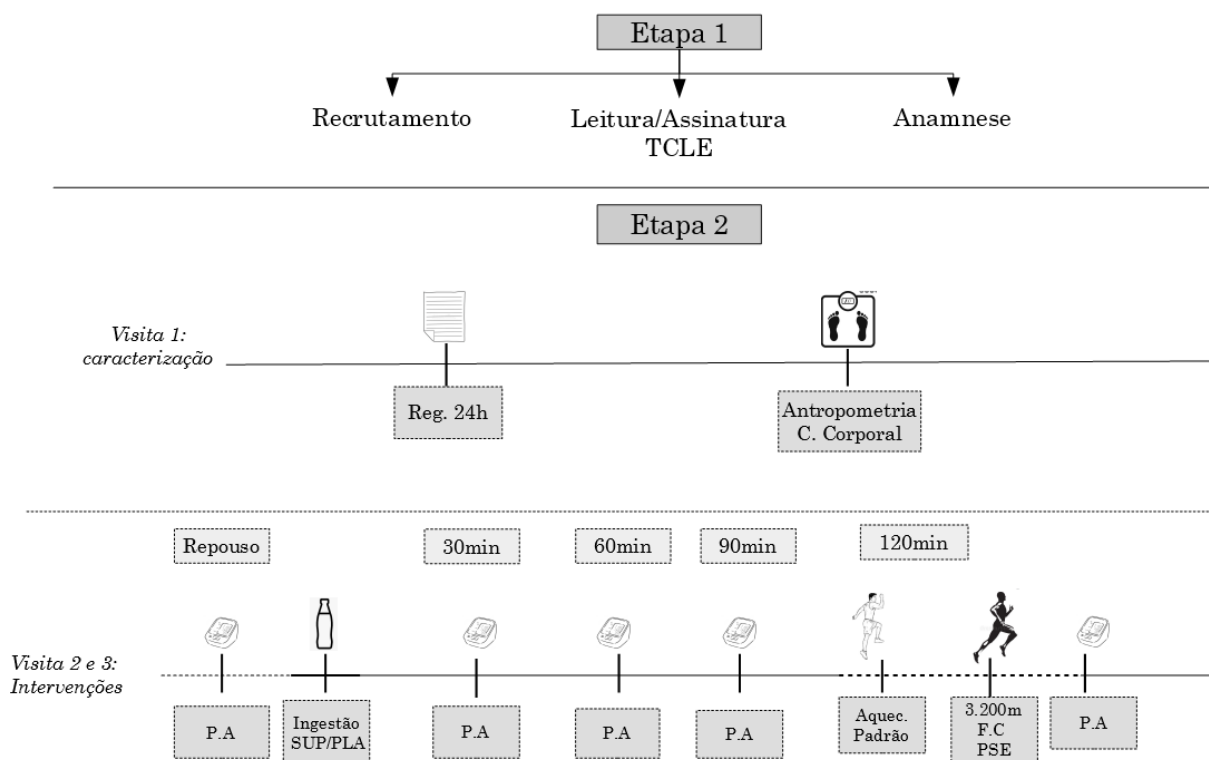 Etapa 1
Recrutamento
Leitura/Assinatura
TCLE
Anamnese
Etapa 2
Visita 1:
caracterização
Reg. 24h
Antropometria
C. Corporal
Repouso
30min
60min
90min
120min
Visita 2 e 3:
Intervenções
P.A
Ingestão
SUP/PLA
P.A
P.A
P.A
Aquec.
Padrão
3.200m
F.C
PSE
P.A